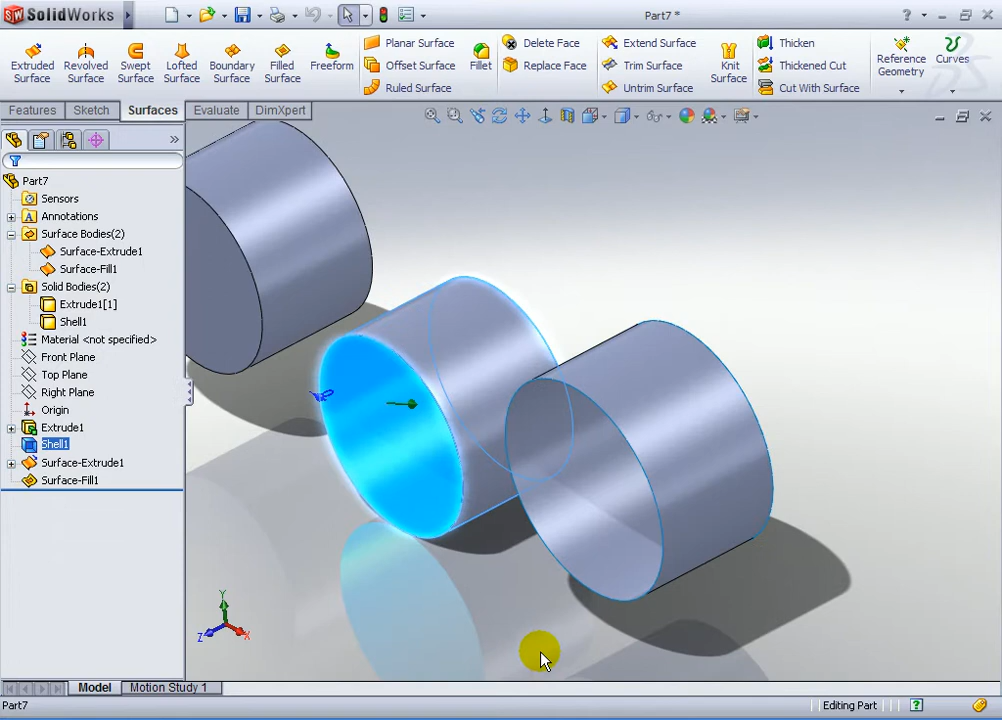 SolidWorks
Part7 *
Extruded Surface
Revolved Surface
Swept Surface
Lofted Surface
Boundary Surface
Filled Surface
Freeform
Planar Surface
Offset Surface
Ruled Surface
Fillet
Delete Face
Replace Face
Extend Surface
Trim Surface
Untrim Surface
Knit Surface
Thicken
Thickened Cut
Cut With Surface
Reference Geometry
Curves
Features
Sketch
Surfaces
Evaluate
DimXpert
Part7
Sensors
Annotations
Surface Bodies(2)
Surface-Extrude1
Surface-Fill1
Solid Bodies(2)
Extrude1[1]
Shell1
Material <not specified>
Front Plane
Top Plane
Right Plane
Origin
Extrude1
Shell1
Surface-Extrude1
Surface-Fill1
Y
Z
X
Model
Motion Study 1
Part7
Editing Part